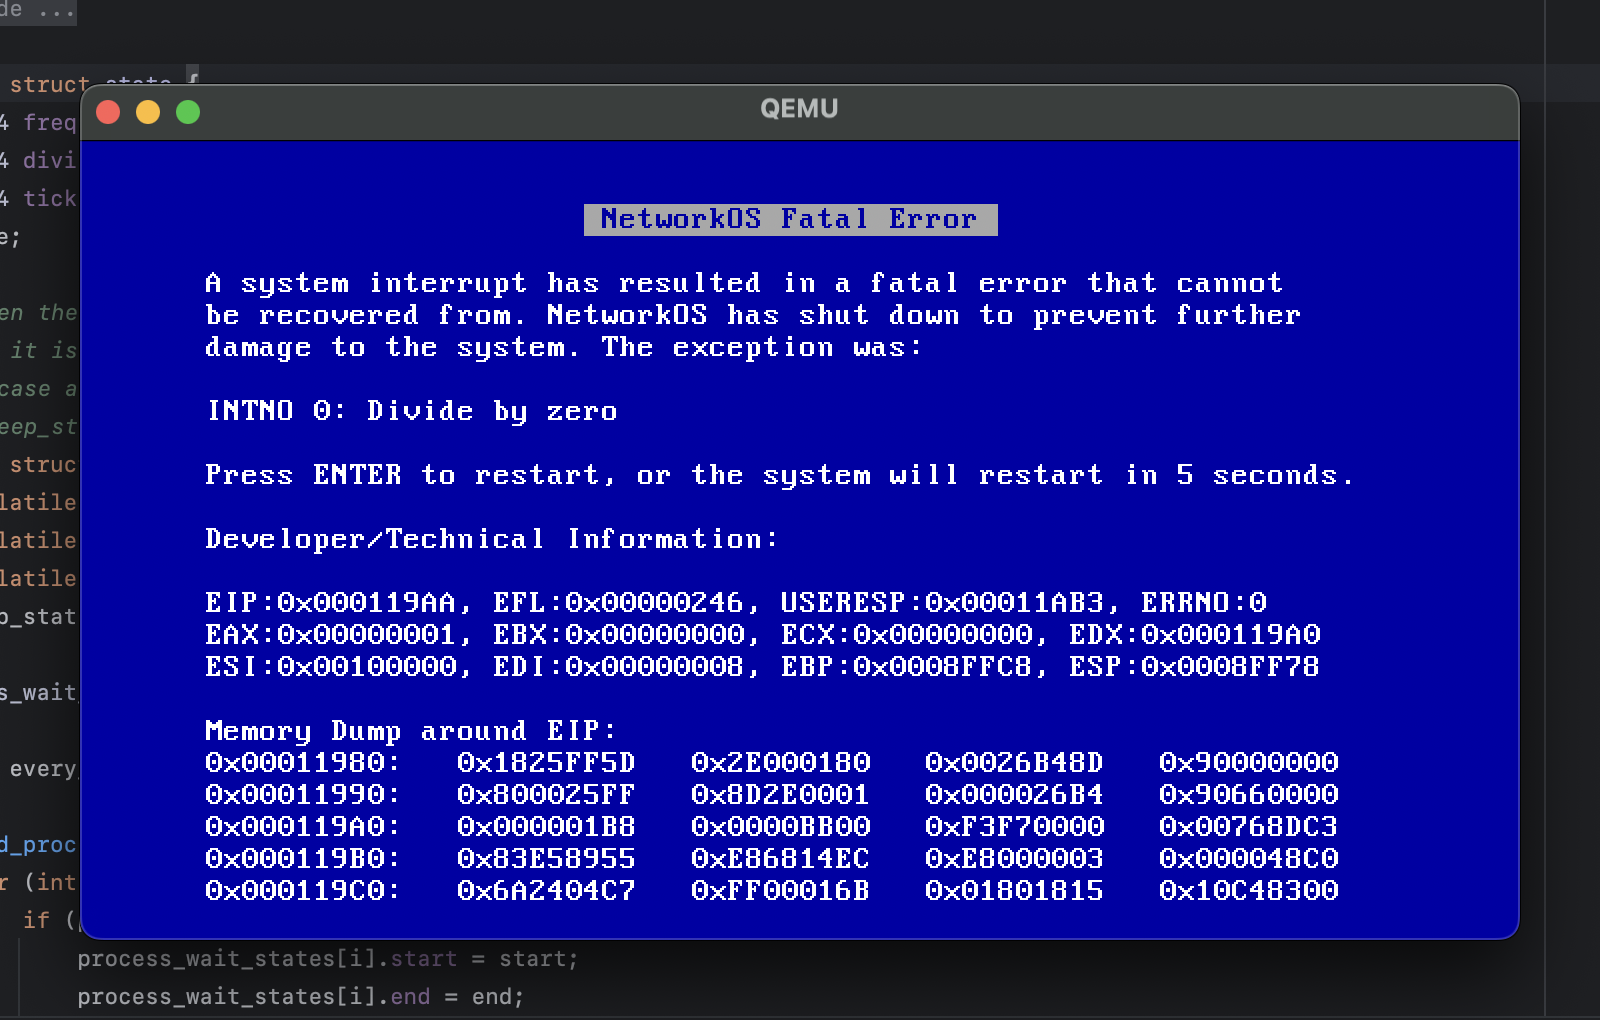 de ...
struct state {
4 freq
4 divi
4 tick
e;
en the
it is
case a
eep_st
struc
latile
latile
latile
p_stat
s_wait
every
d_proc
r (int
if (
QEMU
NetworkOS Fatal Error
A system interrupt has resulted in a fatal error that cannot
be recovered from. NetworkOS has shut down to prevent further
damage to the system. The exception was:
INTNO 0: Divide by zero
Press ENTER to restart, or the system will restart in 5 seconds.
Developer/Technical Information:
EIP:0x000119AA, EFL:0x00000246, USERESP:0x00011AB3, ERRNO:0
EAX:0x00000001, EBX:0x00000000, ECX:0x00000000, EDX:0x000119A0
ESI:0x00100000, EDI:0x00000008, EBP:0x0008FFC8, ESP:0x0008FF78
Memory Dump around EIP:
0x00011980: 0x1825FF5D 0x2E000180 0x0026B48D 0x90000000
0x00011990: 0x800025FF 0x8D2E0001 0x000026B4 0x90660000
0x000119A0: 0x000001B8 0x0000BB00 0xF3F70000 0x00768DC3
0x000119B0: 0x83E58955 0xE86814EC 0xE8000003 0x000048C0
0x000119C0: 0x6A2404C7 0xFF00016B 0x01801815 0x10C48300
process_wait_states[i].start = start;
process_wait_states[i].end = end;